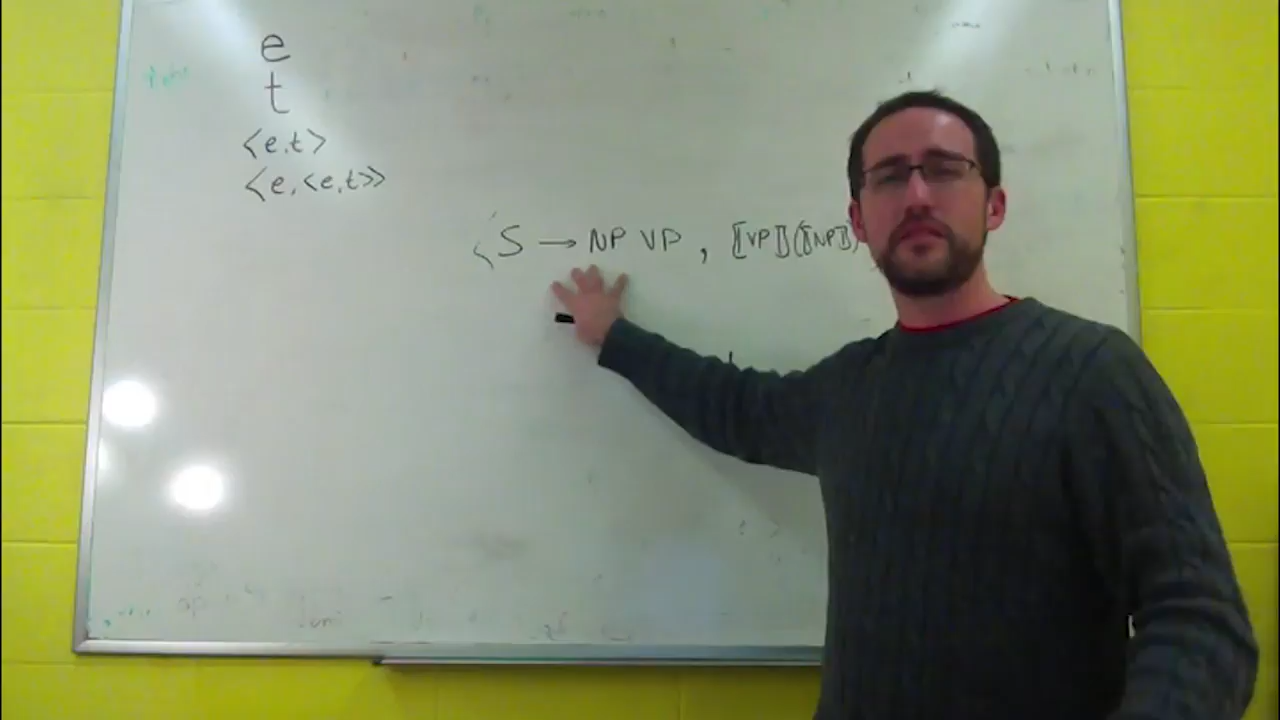 e
t
<e,t>
<e,<e,t>>
⟨ S → NP VP , ⟦VP⟧(⟦NP⟧)